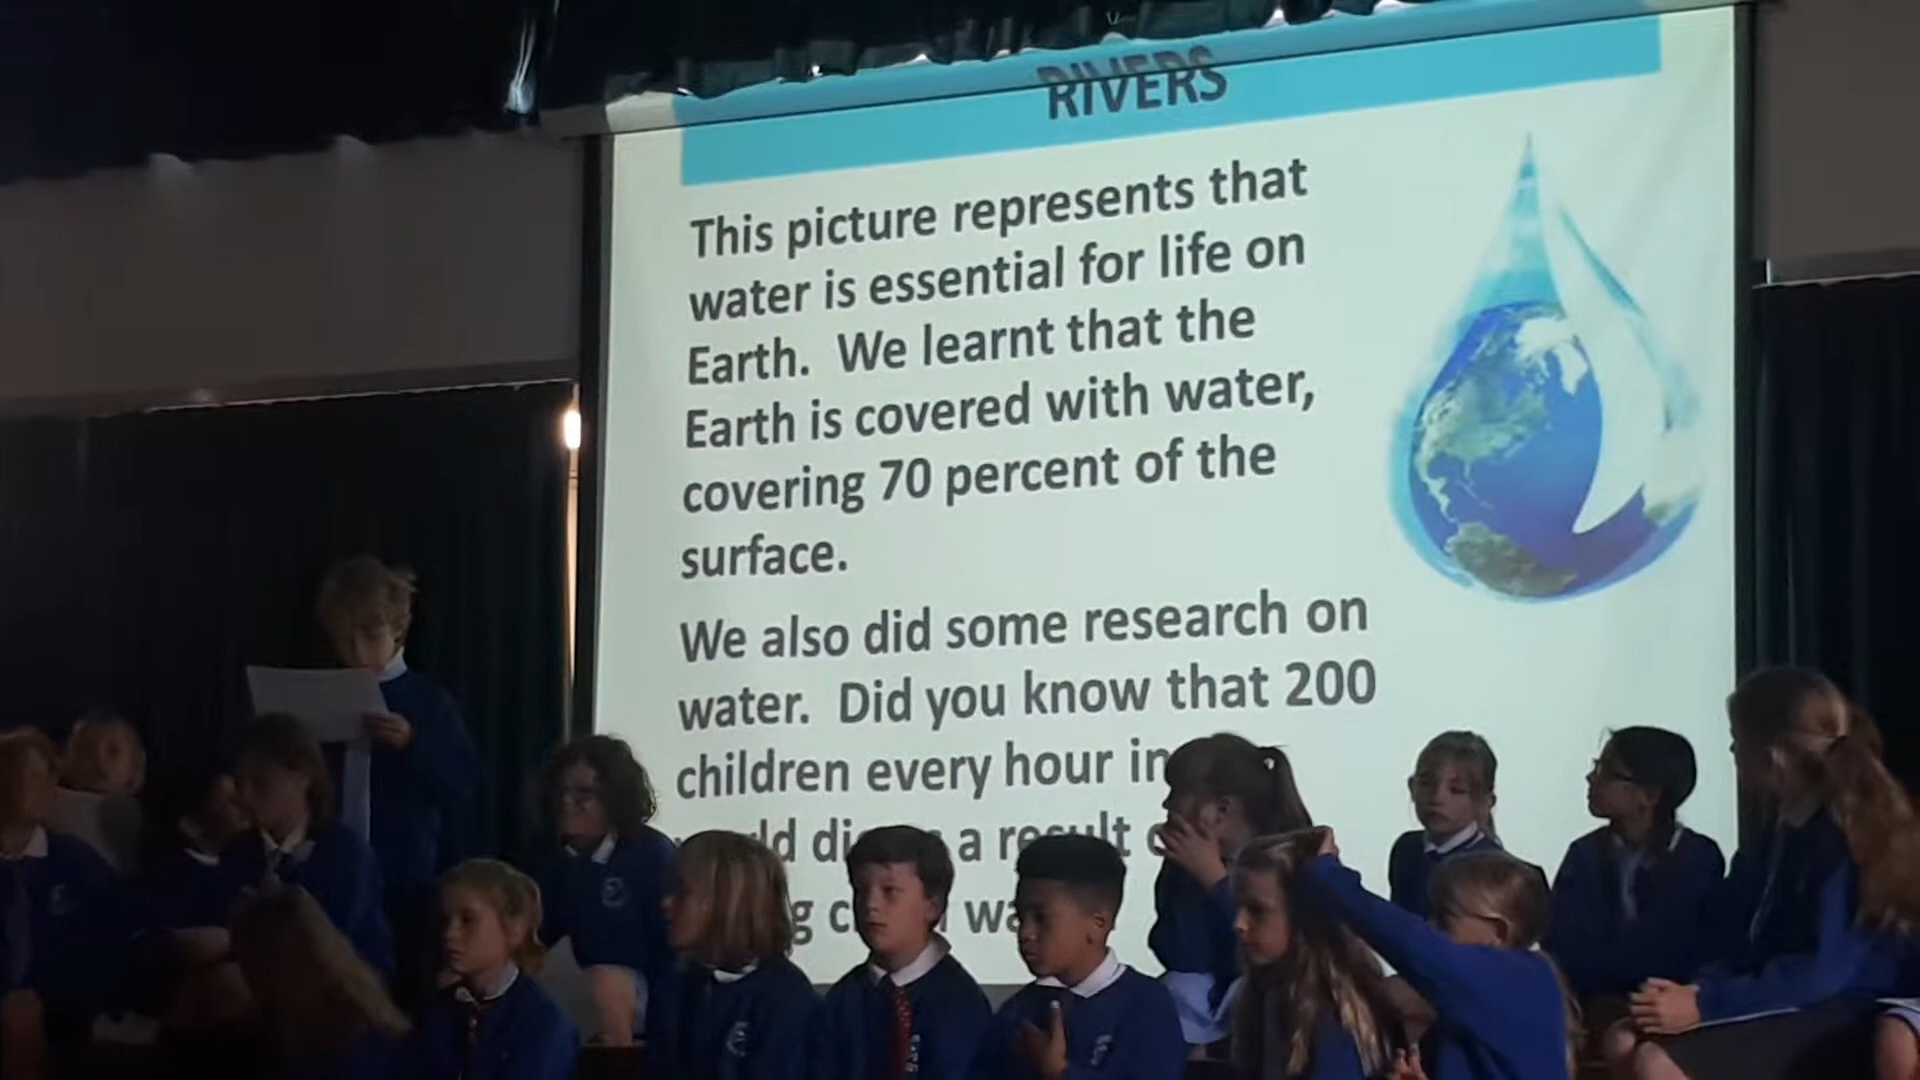 RIVERS
This picture represents that
water is essential for life on
Earth. We learnt that the
Earth is covered with water,
covering 70 percent of the
surface.
We also did some research on
water. Did you know that 200
children every hour in
a result